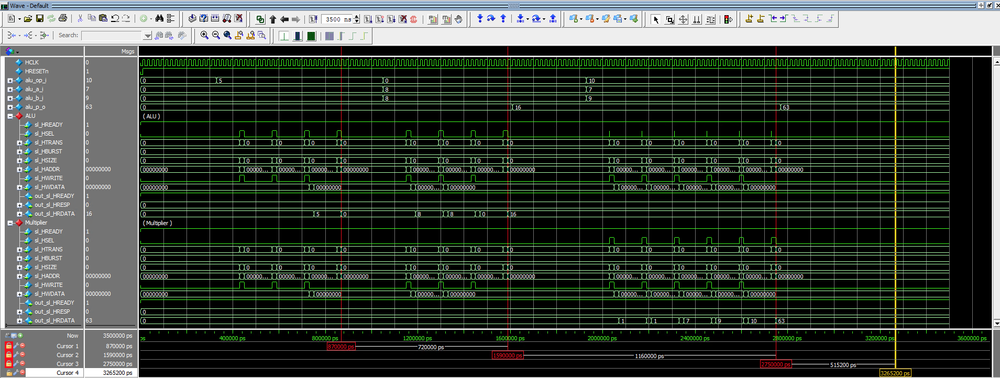 Wave - Default
3500 ns
Search:
Msgs
HCLK 0
HRESETn 1
alu_op_i 10 0 5 0 10
alu_a_i 7 0 8 7
alu_b_i 9 0 8 9
alu_p_o 63 0 16 63
ALU ( ALU )
sl_HREADY 1
sl_HSEL 0
sl_HTRANS 0 0 0 0 0 0 0 0 0 0 0 0 0 0 0 0
sl_HBURST 0 0
sl_HSIZE 0 0 0 0 0 0 0 0 0 0 0 0 0 0 0 0
sl_HADDR 00000000 00000000 00000... 00000... 00000... 00000000 00000... 00000... 00000... 00000000 00000... 00000... 00000... 00000... 00000... 00000000
sl_HWRITE 0
sl_HWDATA 00000000 00000000 00000000 00000... 00000000 00000... 00000... 00000... 00000... 00000000
out_sl_HREADY 1
out_sl_HRESP 0 0
out_sl_HRDATA 16 0 5 0 8 8 0 16
Multiplier ( Multiplier )
sl_HREADY 1
sl_HSEL 0
sl_HTRANS 0 0 0 0 0 0 0 0 0 0 0 0 0 0 0 0
sl_HBURST 0 0
sl_HSIZE 0 0 0 0 0 0 0 0 0 0 0 0 0 0 0 0
sl_HADDR 00000000 00000000 00000... 00000... 00000... 00000000 00000... 00000... 00000... 00000000 00000... 00000... 00000... 00000... 00000... 00000000
sl_HWRITE 0
sl_HWDATA 00000000 00000000 00000000 00000... 00000000 00000... 00000... 00000... 00000... 00000000
out_sl_HREADY 1
out_sl_HRESP 0 0
out_sl_HRDATA 63 0 1 1 7 9 10 63
Now 3500000 ps ps 400000 ps 800000 ps 1200000 ps 1600000 ps 2000000 ps 2400000 ps 2800000 ps 3200000 ps 3600000 ps
Cursor 1 870000 ps 870000 ps 720000 ps
Cursor 2 1590000 ps 1590000 ps 1160000 ps
Cursor 3 2750000 ps 2750000 ps 515200 ps
Cursor 4 3265200 ps 3265200 ps